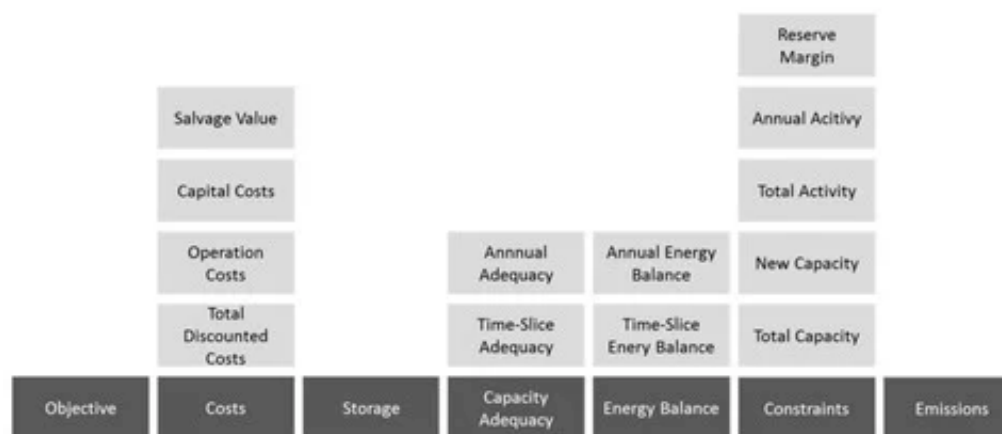 Reserve
Margin
Salvage Value
Annual Acitivy
Capital Costs
Total Activity
Operation
Costs
Annnual
Adequacy
Annual Energy
Balance
New Capacity
Total
Discounted
Costs
Time-Slice
Adequacy
Time-Slice
Enery Balance
Total Capacity
Objective
Costs
Storage
Capacity
Adequacy
Energy Balance
Constraints
Emissions